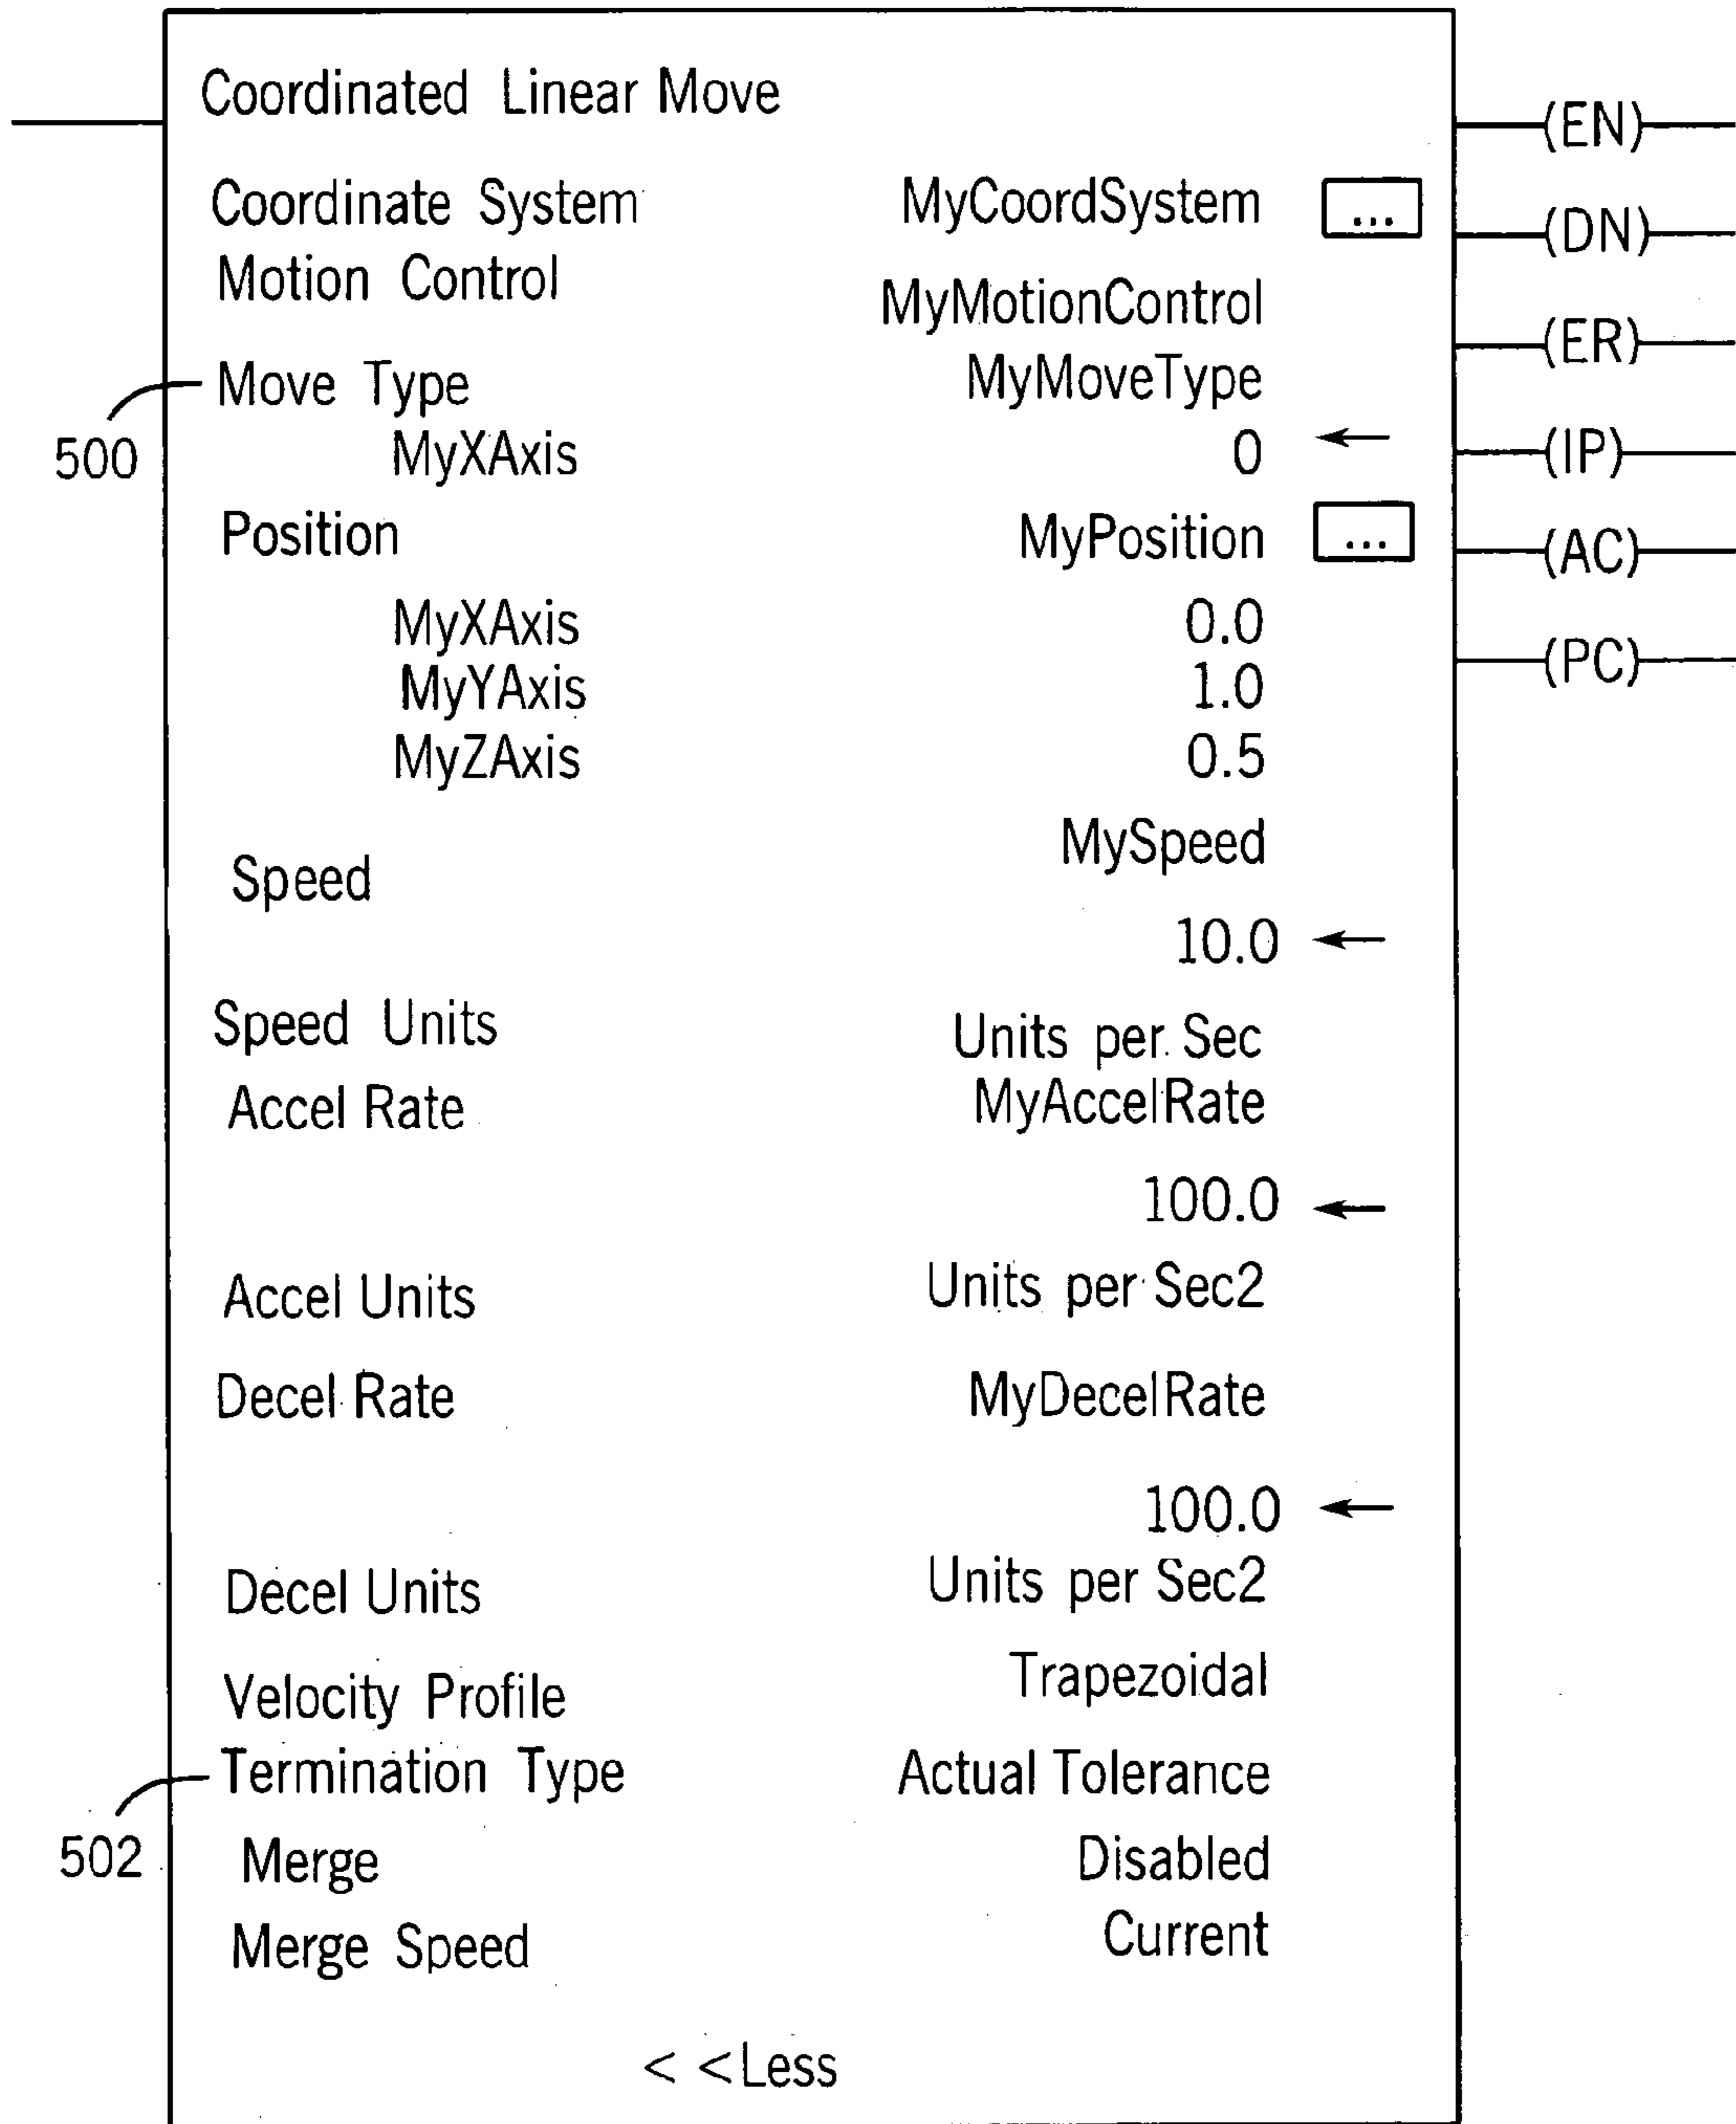 Coordinated Linear Move
(EN)
Coordinate System MyCoordSystem ...
(DN)
Motion Control MyMotionControl
(ER)
500 Move Type MyMoveType
MyXAxis 0 ←
(IP)
Position MyPosition ...
(AC)
MyXAxis 0.0
(PC)
MyYAxis 1.0
MyZAxis 0.5
Speed MySpeed
10.0 ←
Speed Units Units per Sec
Accel Rate MyAccelRate
100.0 ←
Accel Units Units per Sec2
Decel Rate MyDecelRate
100.0 ←
Decel Units Units per Sec2
Velocity Profile Trapezoidal
502 Termination Type Actual Tolerance
Merge Disabled
Merge Speed Current
< <Less